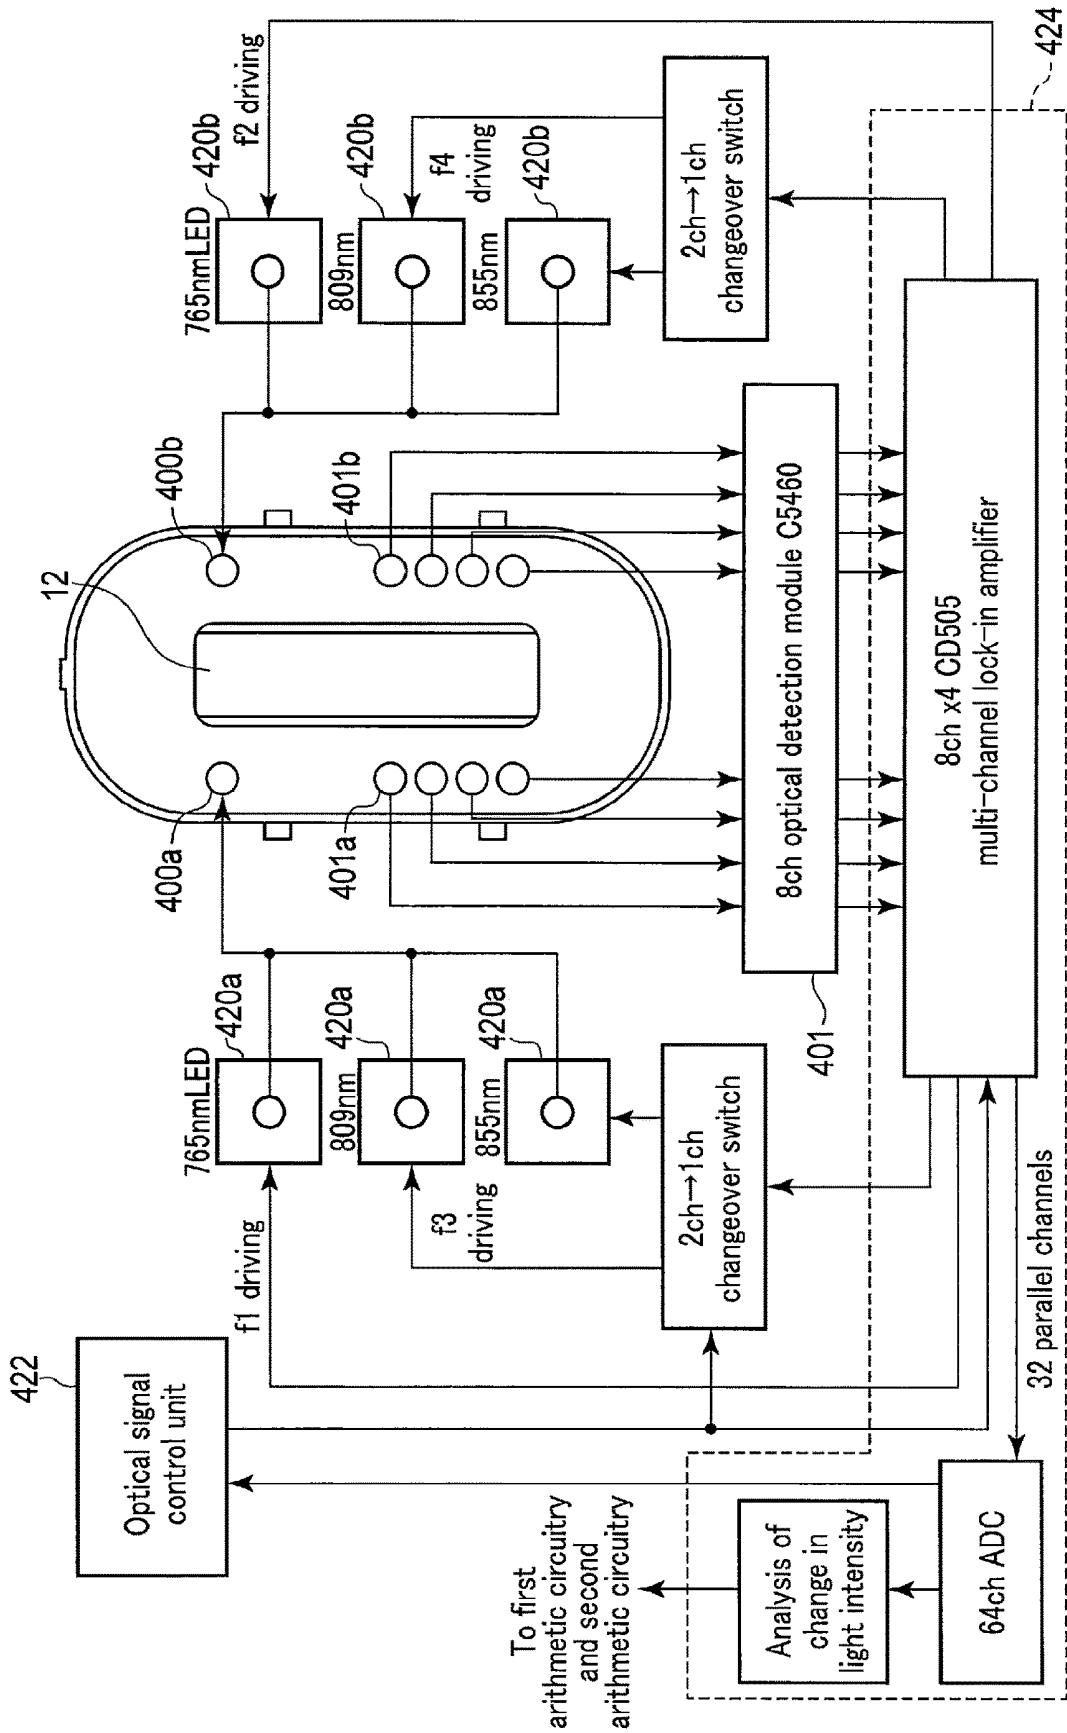 422
Optical signal
control unit
f1 driving
765nmLED
420a
809nm
420a
855nm
420a
f3
driving
2ch→1ch
changeover switch
400a
401a
12
400b
401b
765nmLED
420b
809nm
420b
855nm
420b
f2 driving
f4
driving
2ch→1ch
changeover switch
To first
arithmetic circuitry
and second
arithmetic circuitry
Analysis of
change in
light intensity
64ch ADC
32 parallel channels
401
8ch optical detection module C5460
8ch x4 CD505
multi-channel lock-in amplifier
424